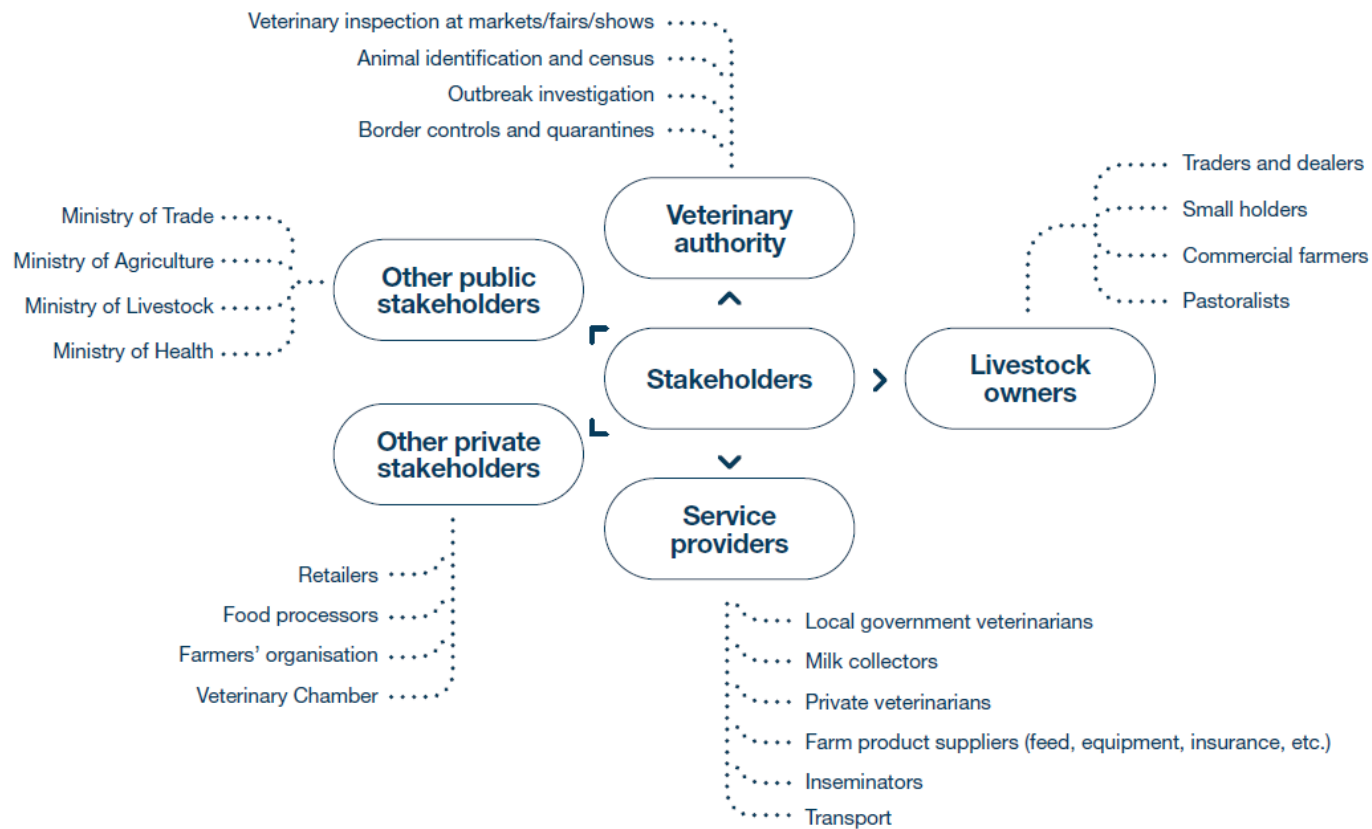 Veterinary inspection at markets/fairs/shows
Animal identification and census
Outbreak investigation
Border controls and quarantines
Veterinary
authority
Traders and dealers
Small holders
Commercial farmers
Pastoralists
Ministry of Trade
Ministry of Agriculture
Ministry of Livestock
Ministry of Health
Other public
stakeholders
Stakeholders
Livestock
owners
Other private
stakeholders
Service
providers
Retailers
Food processors
Farmers’ organisation
Veterinary Chamber
Local government veterinarians
Milk collectors
Private veterinarians
Farm product suppliers (feed, equipment, insurance, etc.)
Inseminators
Transport